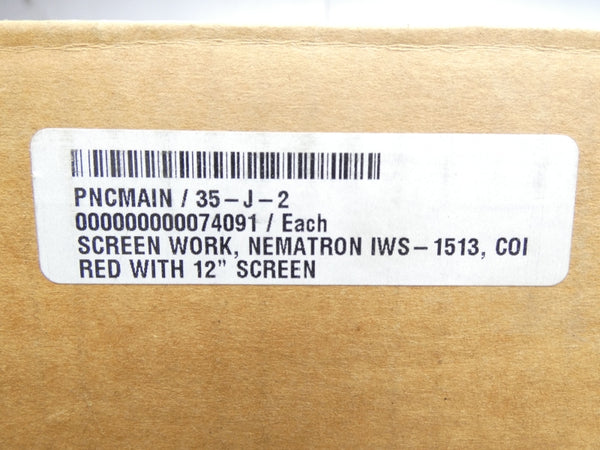 PNCMAIN / 35-J-2
000000000074091 / Each
SCREEN WORK, NEMATRON IWS-1513, COI
RED WITH 12" SCREEN